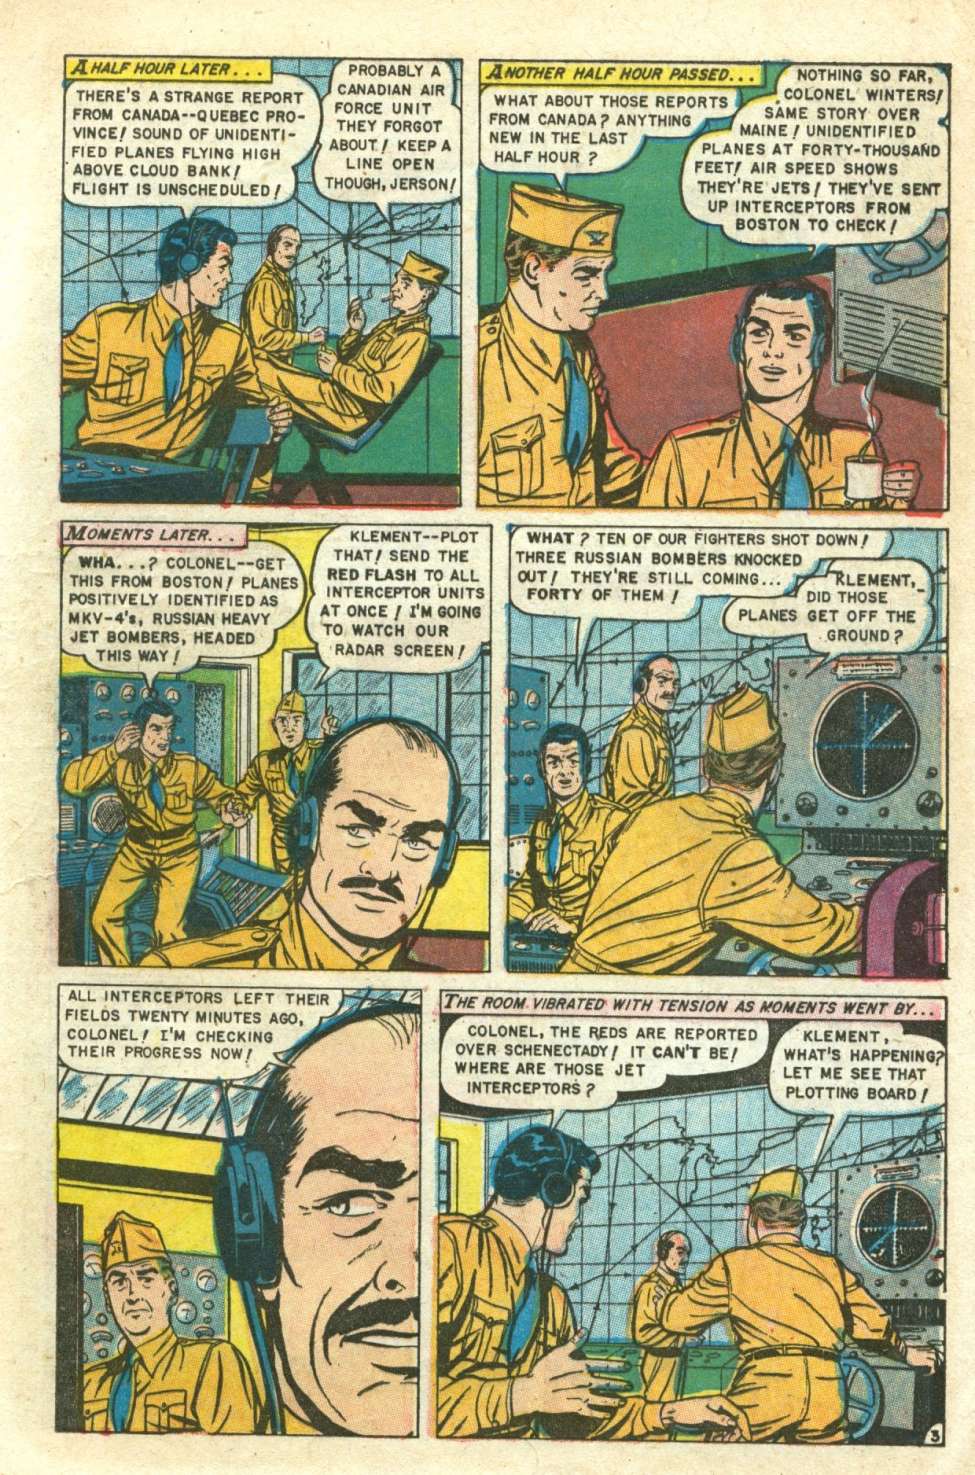 A HALF HOUR LATER...
THERE'S A STRANGE REPORT
FROM CANADA--QUEBEC PRO-
VINCE! SOUND OF UNIDENTI-
FIED PLANES FLYING HIGH
ABOVE CLOUD BANK!
FLIGHT IS UNSCHEDULED!
PROBABLY A
CANADIAN AIR
FORCE UNIT
THEY FORGOT
ABOUT! KEEP A
LINE OPEN
THOUGH, JERSON!
ANOTHER HALF HOUR PASSED...
WHAT ABOUT THOSE REPORTS
FROM CANADA? ANYTHING
NEW IN THE LAST
HALF HOUR?
NOTHING SO FAR,
COLONEL WINTERS!
SAME STORY OVER
MAINE! UNIDENTIFIED
PLANES AT FORTY-THOUSAND
FEET! AIR SPEED SHOWS
THEY'RE JETS! THEY'VE SENT
UP INTERCEPTORS FROM
BOSTON TO CHECK!
MOMENTS LATER...
WHA...? COLONEL--GET
THIS FROM BOSTON! PLANES
POSITIVELY IDENTIFIED AS
MKV-4's, RUSSIAN HEAVY
JET BOMBERS, HEADED
THIS WAY!
KLEMENT--PLOT
THAT! SEND THE
RED FLASH TO ALL
INTERCEPTOR UNITS
AT ONCE! I'M GOING
TO WATCH OUR
RADAR SCREEN!
WHAT? TEN OF OUR FIGHTERS SHOT DOWN!
THREE RUSSIAN BOMBERS KNOCKED
OUT! THEY'RE STILL COMING...
FORTY OF THEM!
KLEMENT,
DID THOSE
PLANES GET OFF THE
GROUND?
ALL INTERCEPTORS LEFT THEIR
FIELDS TWENTY MINUTES AGO,
COLONEL! I'M CHECKING
THEIR PROGRESS NOW!
THE ROOM VIBRATED WITH TENSION AS MOMENTS WENT BY...
COLONEL, THE REDS ARE REPORTED
OVER SCHENECTADY! IT CAN'T BE!
WHERE ARE THOSE JET
INTERCEPTORS?
KLEMENT,
WHAT'S HAPPENING?
LET ME SEE THAT
PLOTTING BOARD!
3